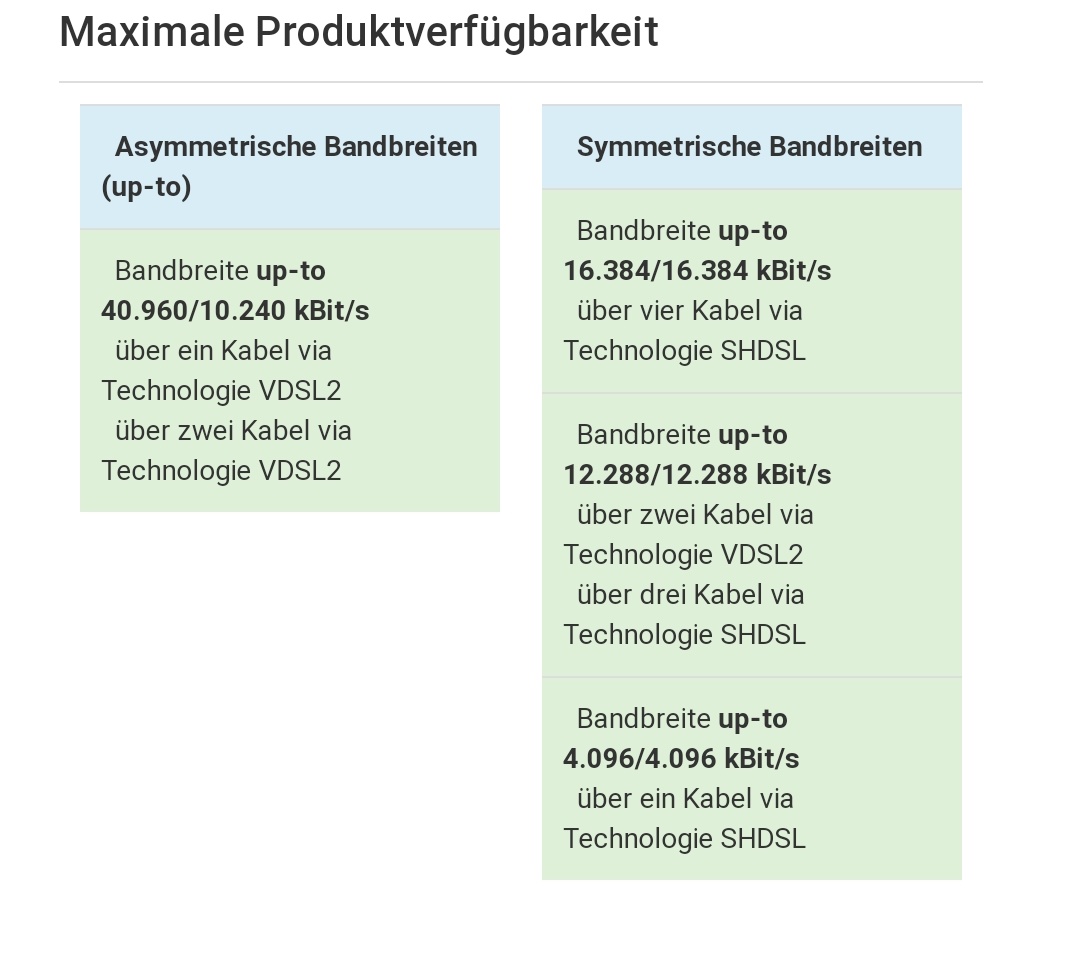 Maximale Produktverfügbarkeit
Asymmetrische Bandbreiten
(up-to)
Bandbreite up-to
40.960/10.240 kBit/s
über ein Kabel via
Technologie VDSL2
über zwei Kabel via
Technologie VDSL2
Symmetrische Bandbreiten
Bandbreite up-to
16.384/16.384 kBit/s
über vier Kabel via
Technologie SHDSL
Bandbreite up-to
12.288/12.288 kBit/s
über zwei Kabel via
Technologie VDSL2
über drei Kabel via
Technologie SHDSL
Bandbreite up-to
4.096/4.096 kBit/s
über ein Kabel via
Technologie SHDSL